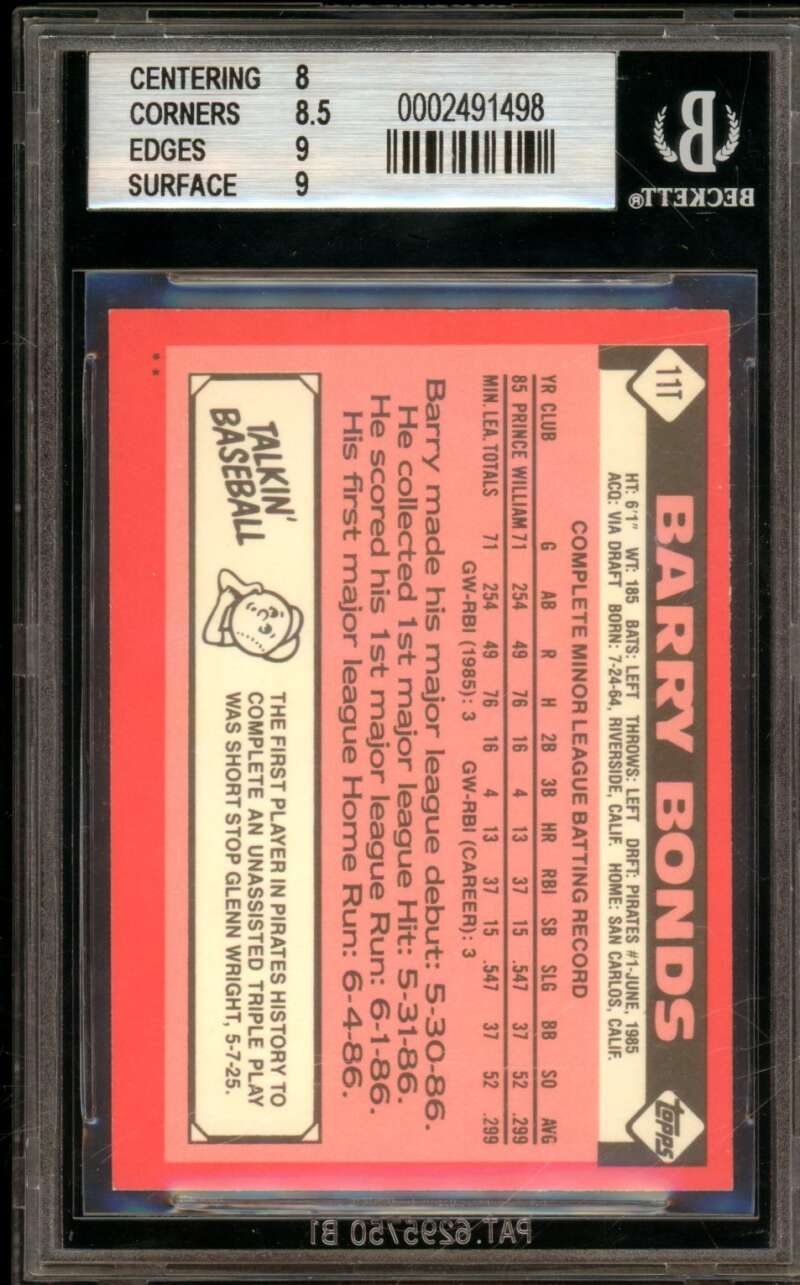 CENTERING 8
CORNERS 8.5
EDGES 9
SURFACE 9
0002491498
BECKETT®
11T
BARRY BONDS
topps
HT: 6'1" WT: 185 BATS: LEFT THROWS: LEFT DRFT: PIRATES #1-JUNE, 1985
ACQ: VIA DRAFT BORN: 7-24-64, RIVERSIDE, CALIF. HOME: SAN CARLOS, CALIF.
COMPLETE MINOR LEAGUE BATTING RECORD
YR CLUB G AB R H 2B 3B HR RBI SB SLG BB SO AVG
85 PRINCE WILLIAM 71 254 49 76 16 4 13 37 15 .547 37 52 .299
MIN. LEA. TOTALS 71 254 49 76 16 4 13 37 15 .547 37 52 .299
GW-RBI (1985): 3 GW-RBI (CAREER): 3
Barry made his major league debut: 5-30-86.
He collected 1st major league Hit: 5-31-86.
He scored his 1st major league Run: 6-1-86.
His first major league Home Run: 6-4-86.
TALKIN'
BASEBALL
THE FIRST PLAYER IN PIRATES HISTORY TO
COMPLETE AN UNASSISTED TRIPLE PLAY
WAS SHORT STOP GLENN WRIGHT, 5-7-25.
**
PAT.6295750 B1